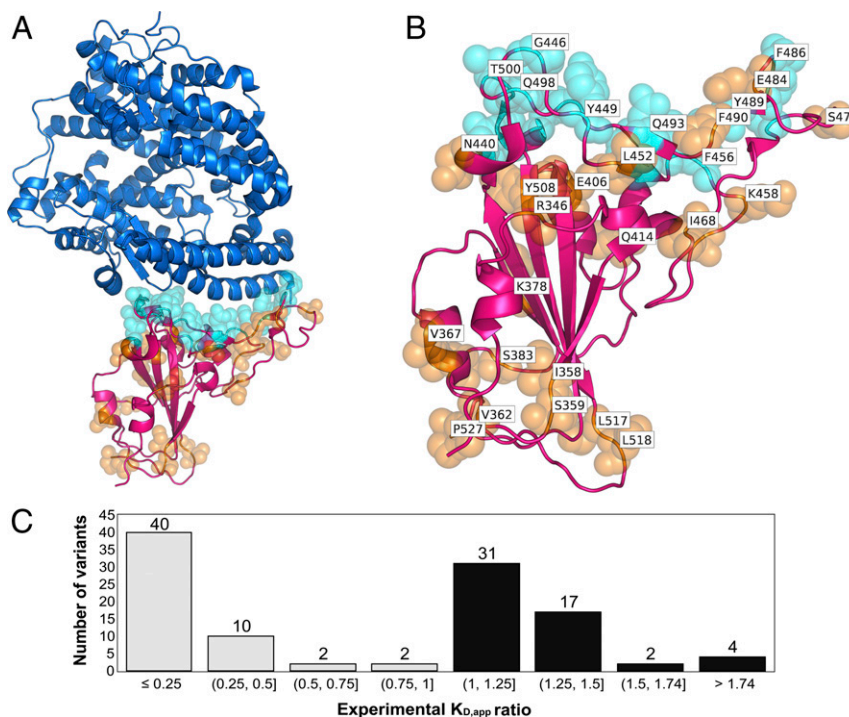 A
B
G446
F486
T500
E484
Q498
Y489
Y449
Q493
F490
S47
N440
L452
F456
E406
Y508
K458
R346
I468
Q414
K378
V367
S383
I358
S359
V362
L517
P527
L518
C
Number of variants
45
40
35
30
25
20
15
10
5
0
40
10
2
2
31
17
2
4
≤ 0.25
(0.25, 0.5]
(0.5, 0.75]
(0.75, 1]
(1, 1.25]
(1.25, 1.5]
(1.5, 1.74]
> 1.74
Experimental K_D,app ratio